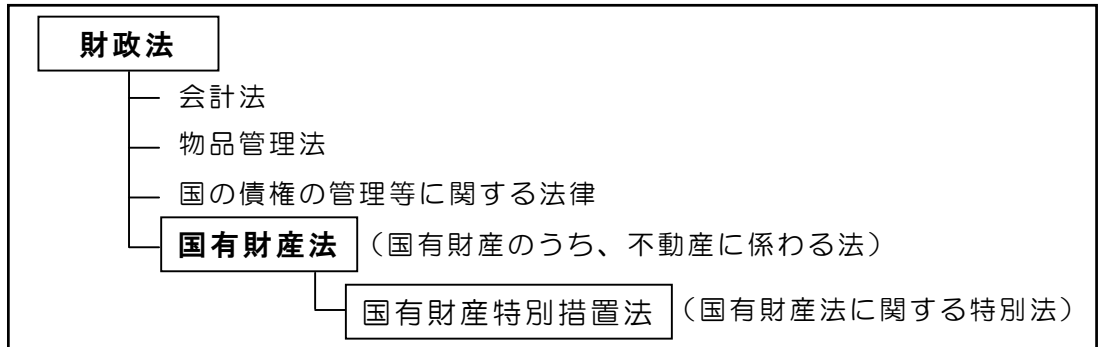 財政法
会計法
物品管理法
国の債権の管理等に関する法律
国有財産法（国有財産のうち、不動産に係わる法）
国有財産特別措置法（国有財産法に関する特別法）